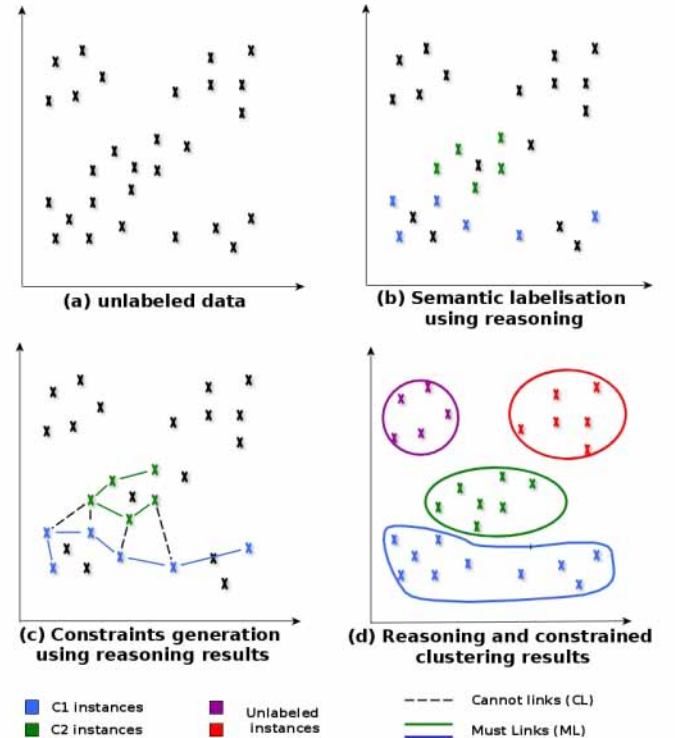 (a) unlabeled data
(b) Semantic labelisation
using reasoning
(c) Constraints generation
using reasoning results
(d) Reasoning and constrained
clustering results
C1 instances
C2 instances
Unlabeled
instances
Cannot links (CL)
Must Links (ML)